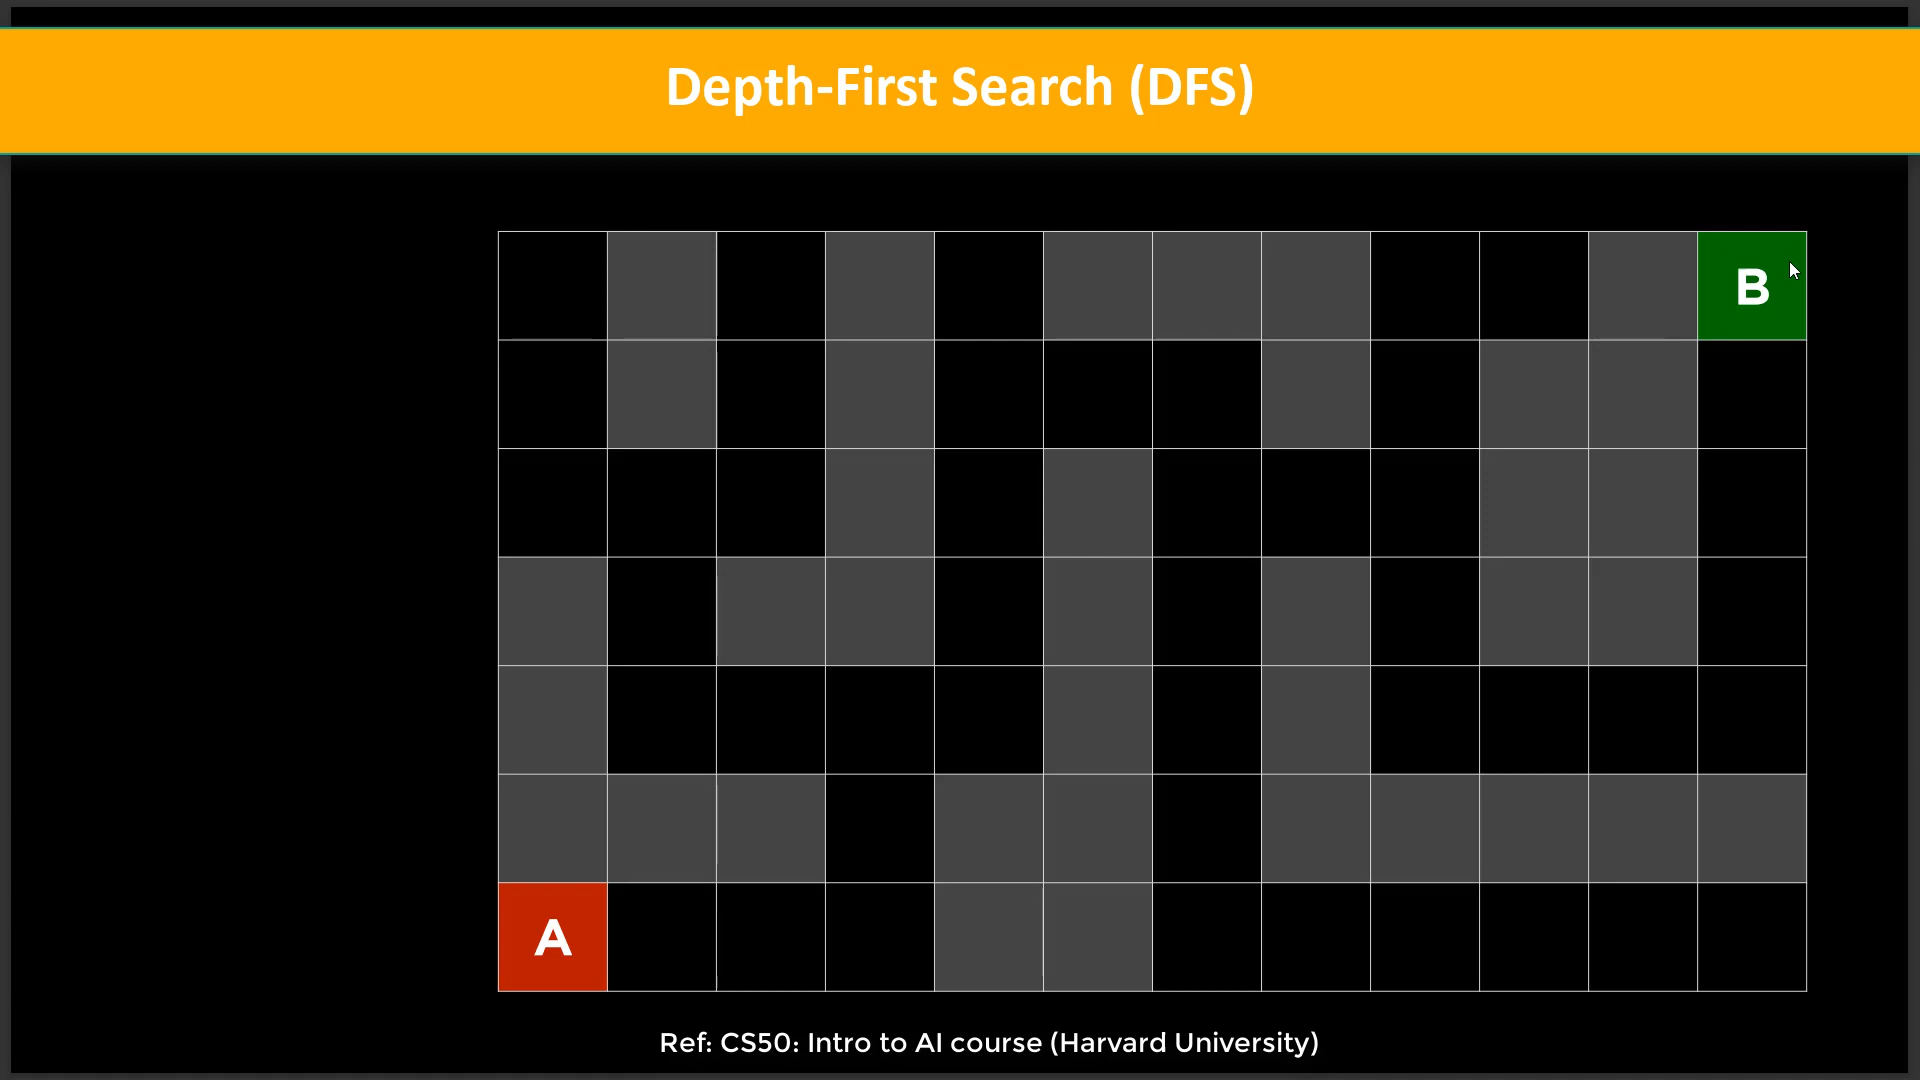 Depth-First Search (DFS)
B
A
Ref: CS50: Intro to AI course (Harvard University)